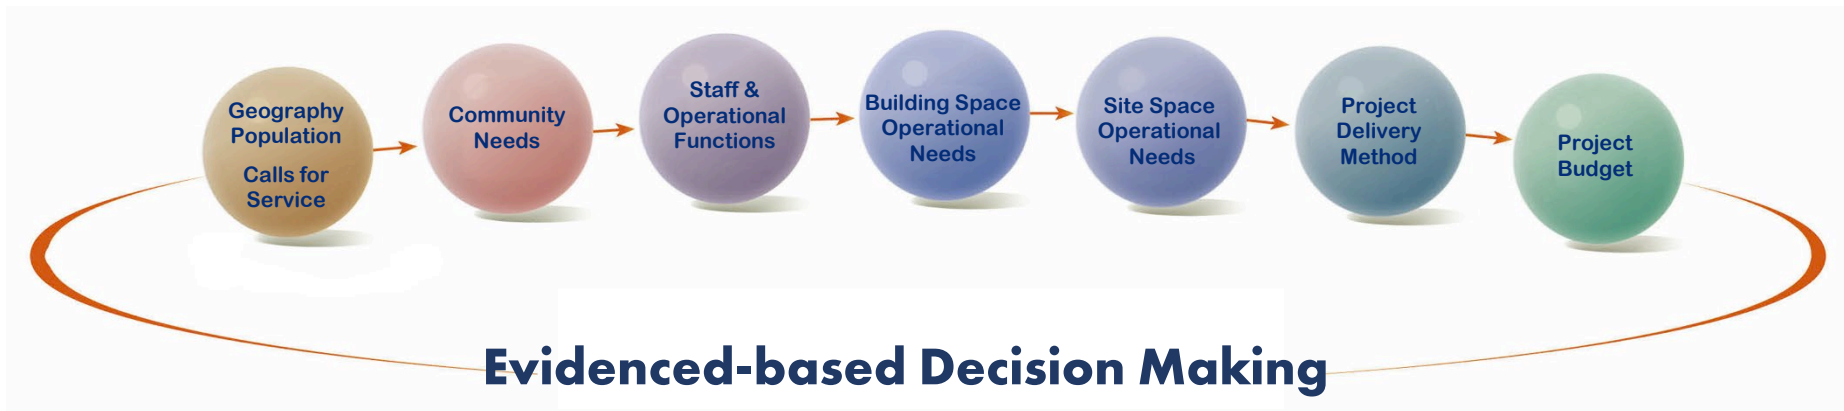 Geography
Population
Calls for
Service
Community
Needs
Staff &
Operational
Functions
Building Space
Operational
Needs
Site Space
Operational
Needs
Project
Delivery
Method
Project
Budget
Evidenced-based Decision Making